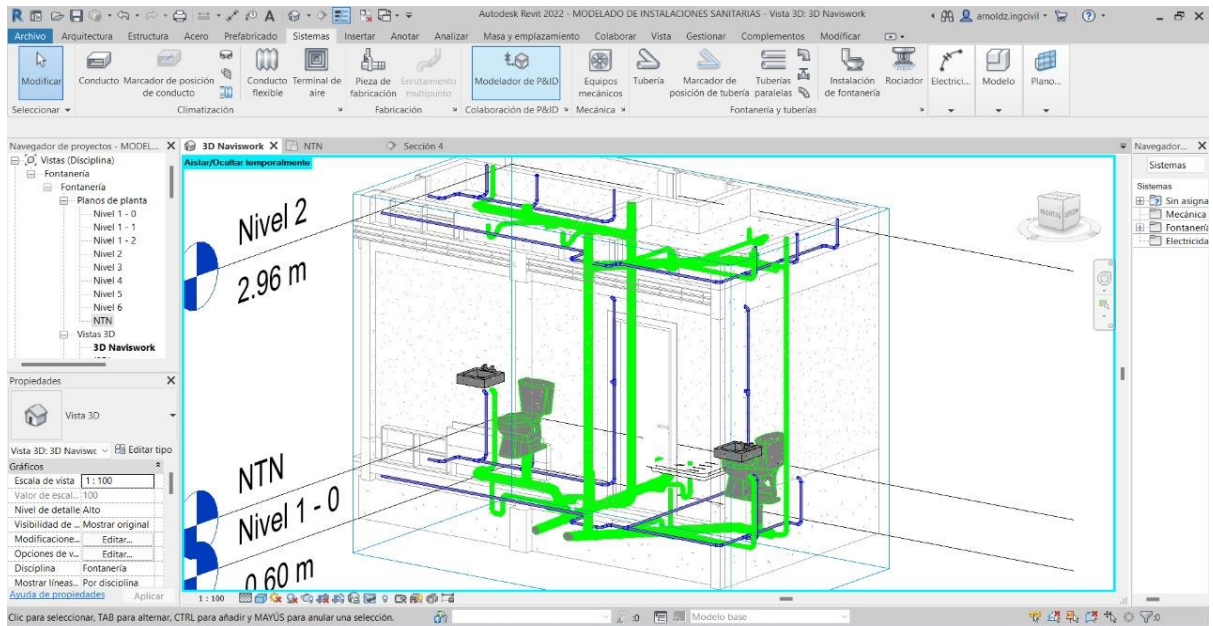 Autodesk Revit 2022 - MODELADO DE INSTALACIONES SANITARIAS - Vista 3D: 3D Naviswork
arnoldz.ingcivil
Archivo Arquitectura Estructura Acero Prefabricado Sistemas Insertar Anotar Analizar Masa y emplazamiento Colaborar Vista Gestionar Complementos Modificar
Modificar
Conducto
Marcador de posición
de conducto
Conducto
flexible
Terminal de
aire
Pieza de
fabricación
Enrutamiento
multipunto
Modelador de P&ID
Equipos
mecánicos
Tubería
Marcador de
posición de tubería
Tuberías
paralelas
Instalación
de fontanería
Rociador
Electrici...
Modelo
Plano...
Seleccionar
Climatización
Fabricación
Colaboración de P&ID
Mecánica
Fontanería y tuberías
Navegador de proyectos - MODEL...
3D Naviswork
NTN
Sección 4
Navegador...
Vistas (Disciplina)
Fontanería
Fontanería
Planos de planta
Nivel 1 - 0
Nivel 1 - 1
Nivel 1 - 2
Nivel 2
Nivel 3
Nivel 4
Nivel 5
Nivel 6
NTN
Vistas 3D
3D Naviswork
Aislar/Ocultar temporalmente
Nivel 2
2.96 m
NTN
Nivel 1 - 0
0.60 m
FRONTAL
Sistemas
Sistemas
Sin asigna
Mecánica
Fontanería
Electricida
Propiedades
Vista 3D
Vista 3D: 3D Naviswc
Editar tipo
Gráficos
Escala de vista 1 : 100
Valor de escal... 100
Nivel de detalle Alto
Visibilidad de ... Mostrar original
Modificacione... Editar...
Opciones de v... Editar...
Disciplina Fontanería
Mostrar líneas... Por disciplina
Ayuda de propiedades Aplicar
1 : 100
Clic para seleccionar, TAB para alternar, CTRL para añadir y MAYÚS para anular una selección.
:0
Modelo base
:0